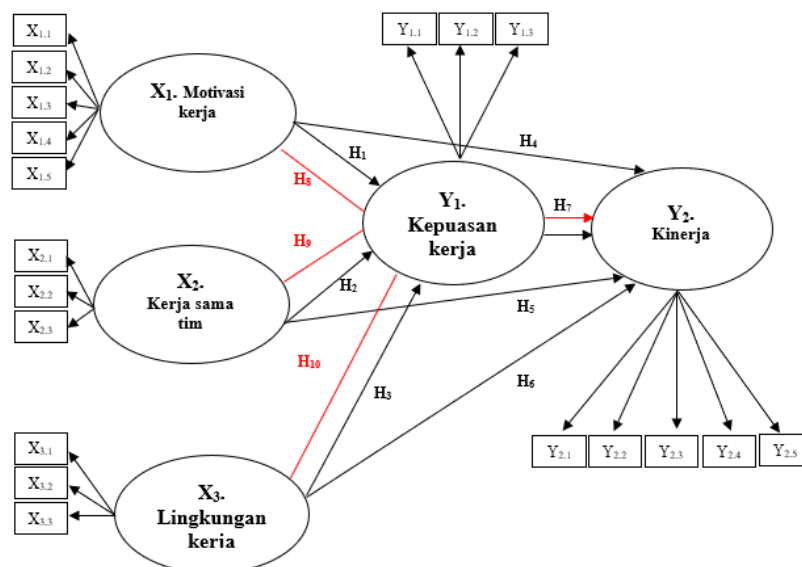 Y1.1
Y1.2
Y1.3
X1.1
X1.2
X1.3
X1.4
X1.5
X1. Motivasi
kerja
H1
H4
H8
Y1.
Kepuasan
kerja
H7
Y2.
Kinerja
H9
X2.1
X2.2
X2.3
X2.
Kerja sama
tim
H2
H5
H10
H3
H6
Y2.1
Y2.2
Y2.3
Y2.4
Y2.5
X3.1
X3.2
X3.3
X3.
Lingkungan
kerja